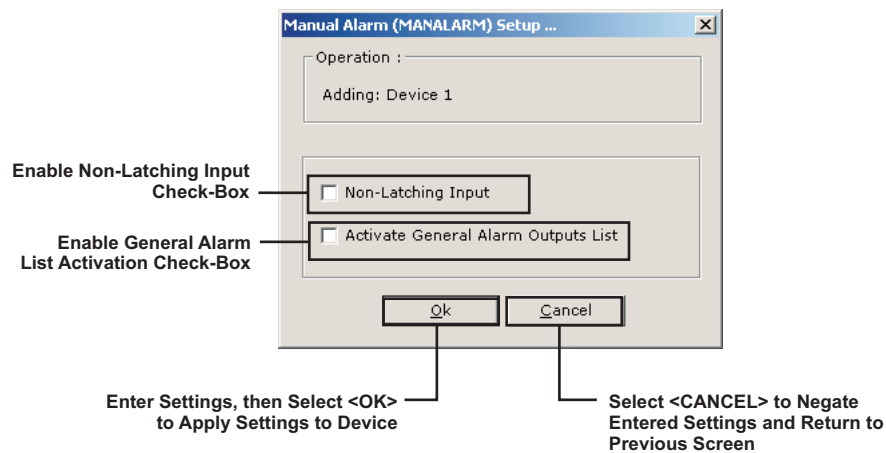 Manual Alarm (MANALARM) Setup ...
Operation :
Adding: Device 1
Enable Non-Latching Input
Check-Box
Non-Latching Input
Enable General Alarm
List Activation Check-Box
Activate General Alarm Outputs List
Ok
Cancel
Enter Settings, then Select <OK>
to Apply Settings to Device
Select <CANCEL> to Negate
Entered Settings and Return to
Previous Screen